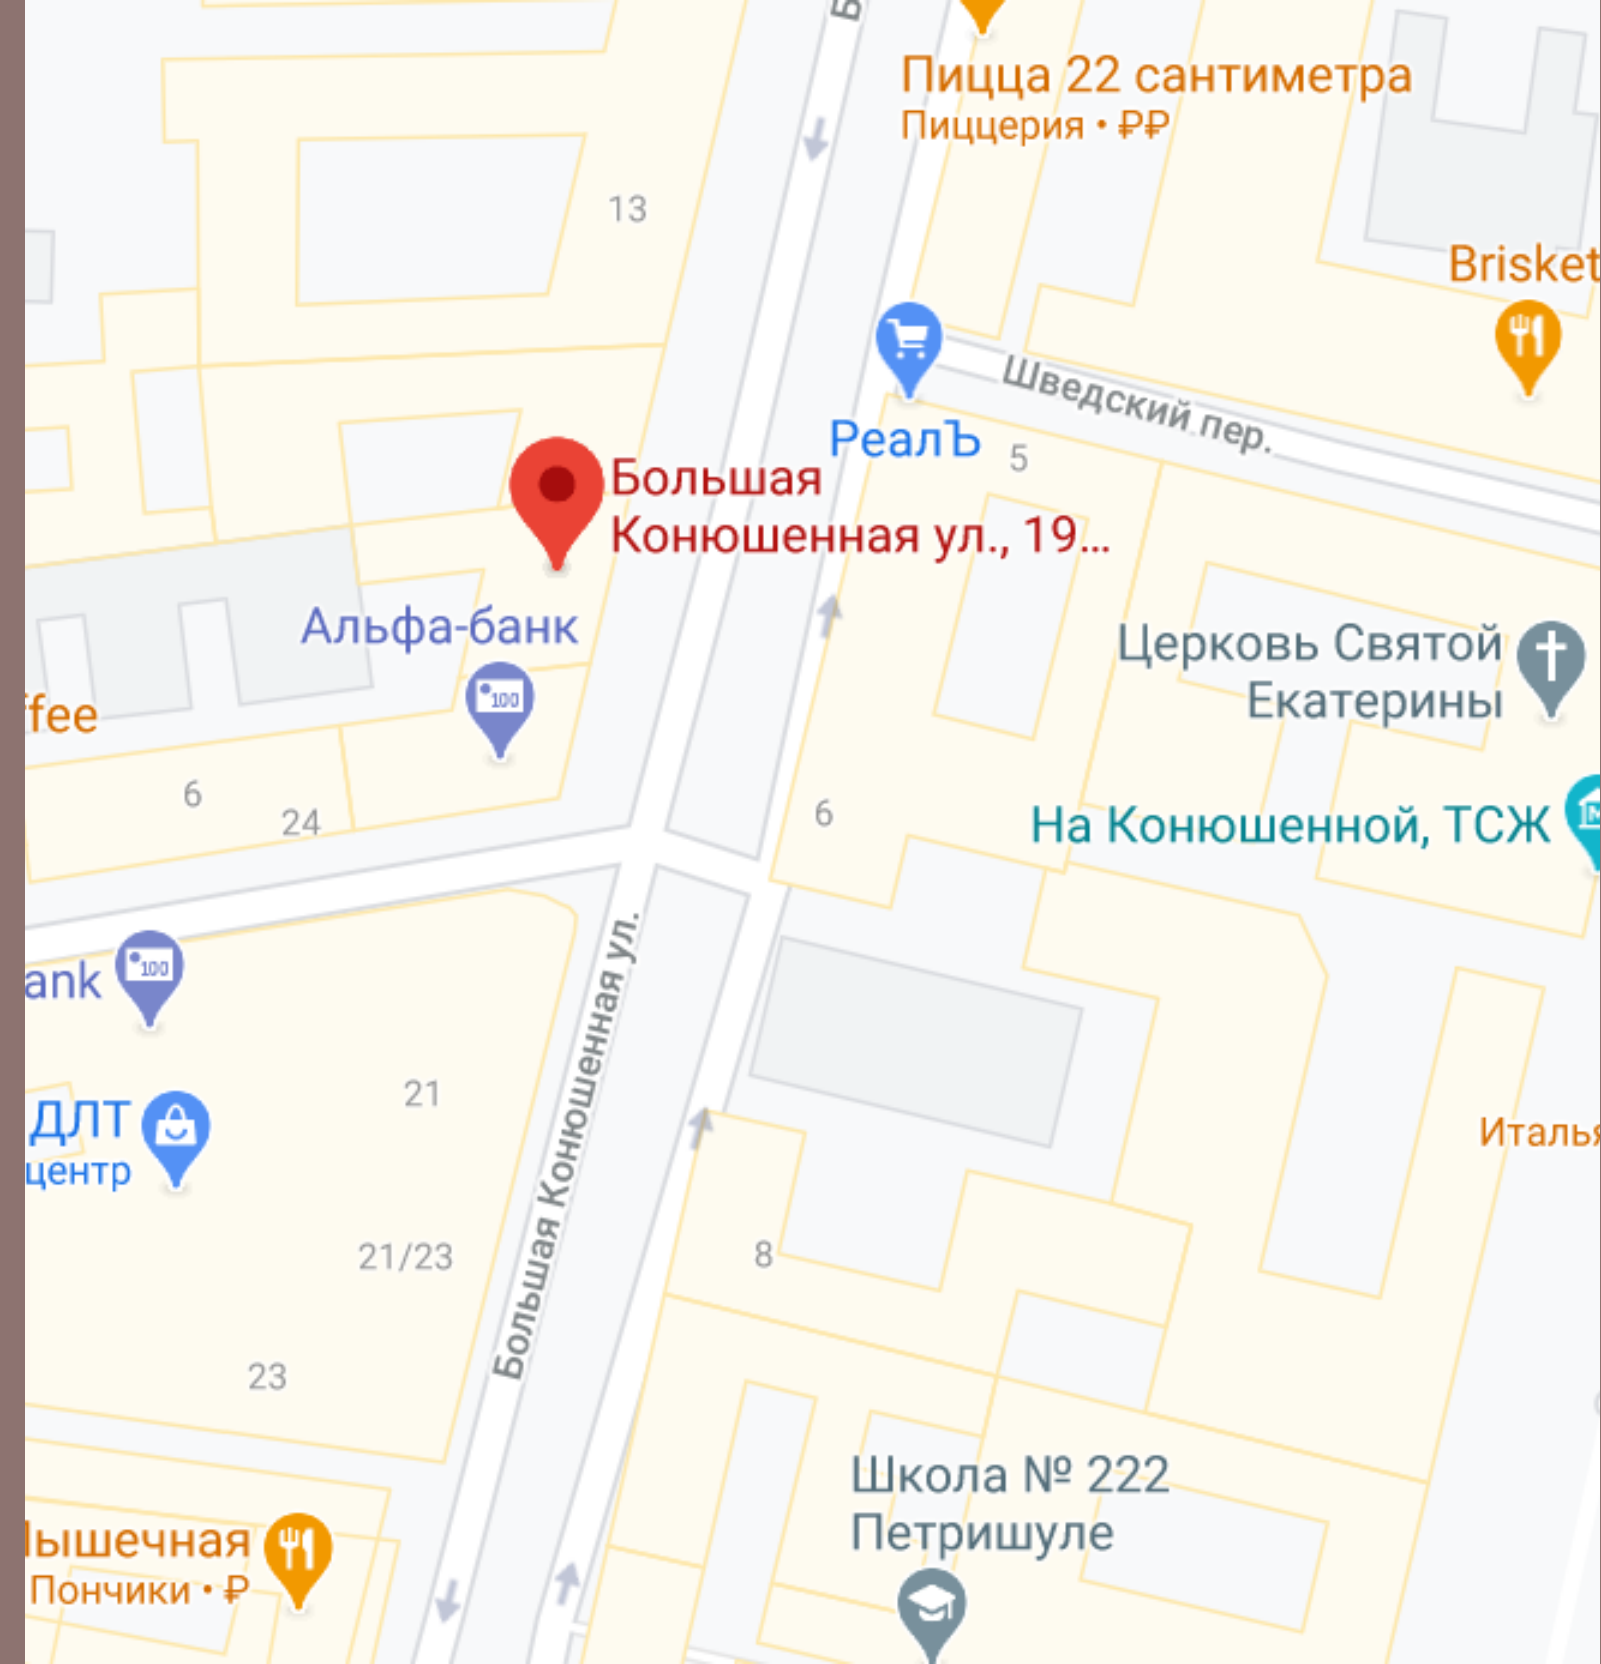 Пицца 22 сантиметра
Пиццерия • ₽₽
13
Brisket
Шведский пер.
РеалЪ
5
Большая
Конюшенная ул., 19...
Альфа-банк
100
Церковь Святой
Екатерины
ffee
6
24
6
На Конюшенной, ТСЖ
ank
100
21
ДЛТ
центр
Большая Конюшенная ул.
21/23
8
23
Школа № 222
Петришуле
ышечная
Пончики • ₽